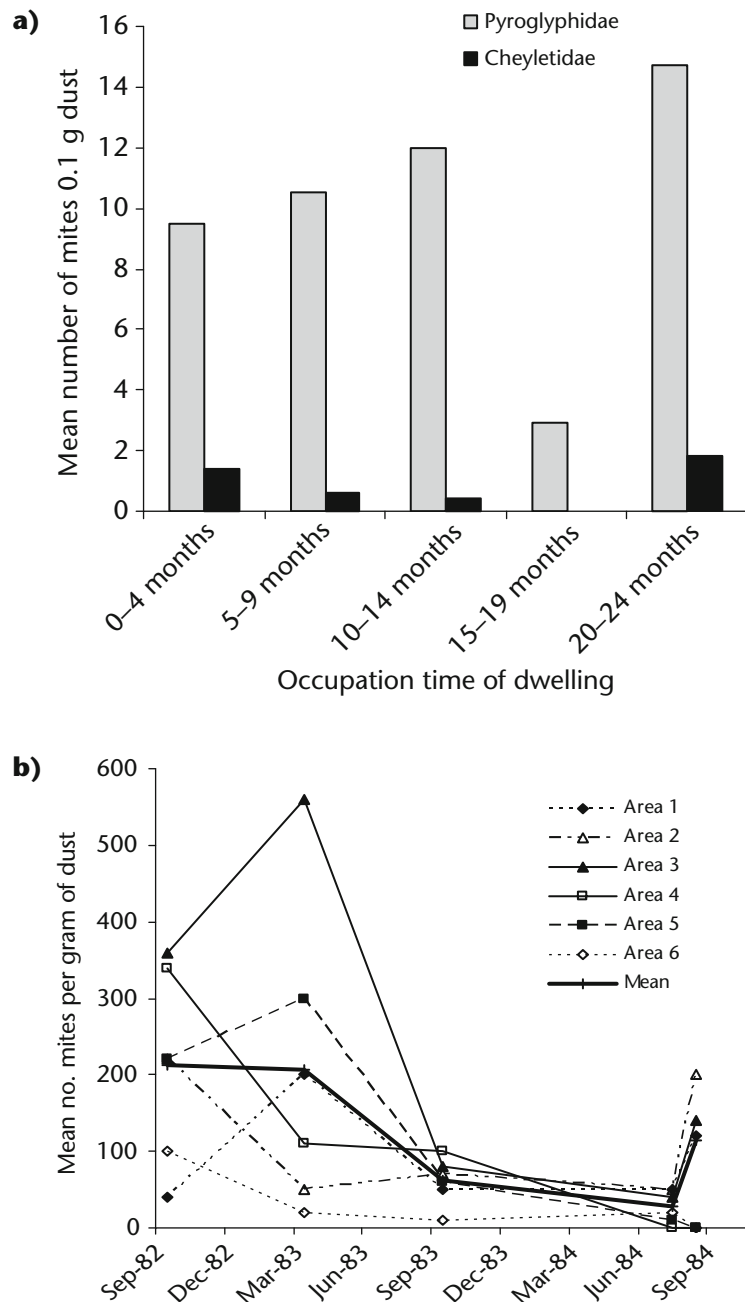 a)
16
14
12
10
8
6
4
2
0
Mean number of mites 0.1 g dust
Pyroglyphidae
Cheyletidae
0–4 months
5–9 months
10–14 months
15–19 months
20–24 months
Occupation time of dwelling
b)
600
500
400
300
200
100
0
Mean no. mites per gram of dust
Area 1
Area 2
Area 3
Area 4
Area 5
Area 6
Mean
Sep-82
Dec-82
Mar-83
Jun-83
Sep-83
Dec-83
Mar-84
Jun-84
Sep-84